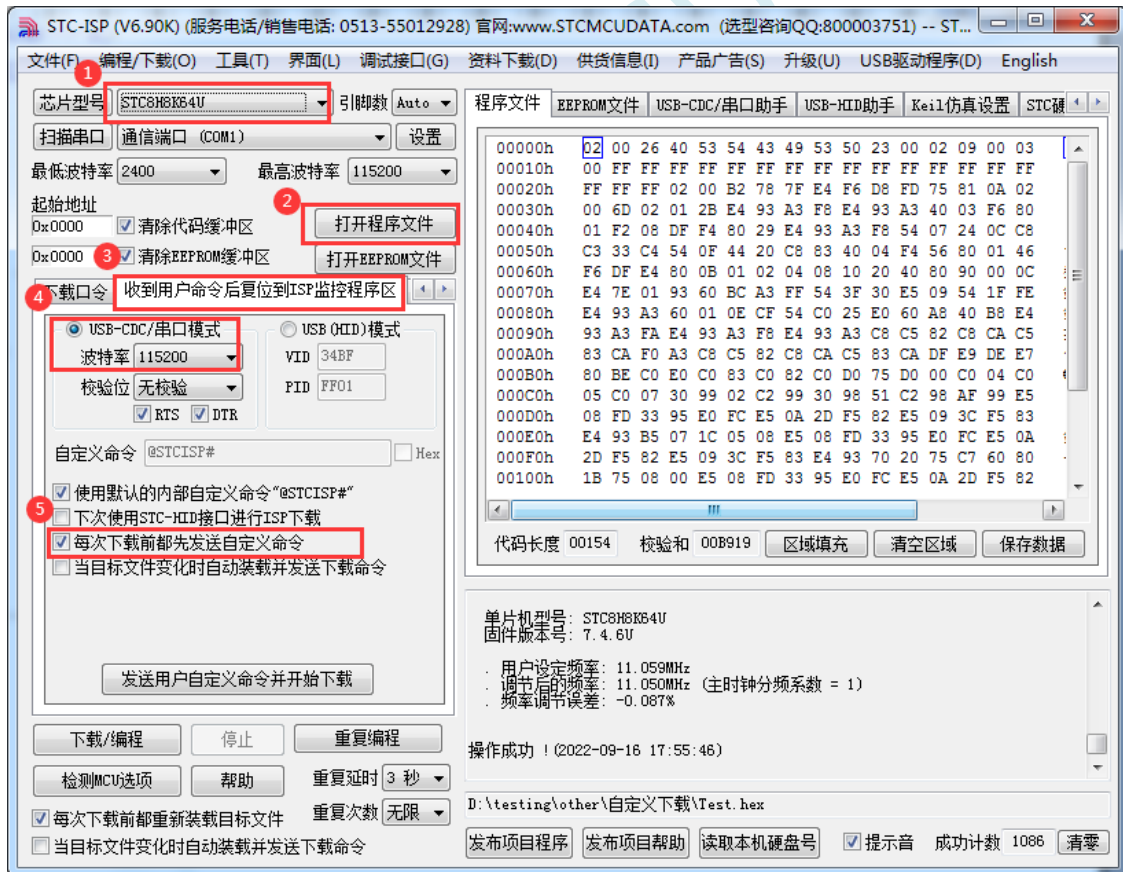 STC-ISP (V6.90K) (服务电话/销售电话: 0513-55012928) 官网:www.STCMCUDATA.com (选型咨询QQ:800003751) -- ST...
文件(F) 编程/下载(O) 工具(T) 界面(L) 调试接口(G) 资料下载(D) 供货信息(I) 产品广告(S) 升级(U) USB驱动程序(D) English
1
芯片型号 STC8H8K64U 引脚数 Auto
扫描串口 通信端口 (COM1) 设置
最低波特率 2400 最高波特率 115200
起始地址
2
0x0000 清除代码缓冲区 打开程序文件
0x0000 3 清除EEPROM缓冲区 打开EEPROM文件
4 下载口令 收到用户命令后复位到ISP监控程序区
USB-CDC/串口模式 USB(HID)模式
波特率 115200 VID 34BF
校验位 无校验 PID FF01
RTS DTR
自定义命令 @STCISP# Hex
使用默认的内部自定义命令"@STCISP#"
5 下次使用STC-HID接口进行ISP下载
每次下载前都先发送自定义命令
当目标文件变化时自动装载并发送下载命令
发送用户自定义命令并开始下载
下载/编程 停止 重复编程
检测MCU选项 帮助 重复延时 3 秒
每次下载前都重新装载目标文件 重复次数 无限
当目标文件变化时自动装载并发送下载命令
程序文件 EEPROM文件 USB-CDC/串口助手 USB-HID助手 Keil仿真设置 STC硬
00000h 02 00 26 40 53 54 43 49 53 50 23 00 02 09 00 03
00010h 00 FF FF FF FF FF FF FF FF FF FF FF FF FF FF FF
00020h FF FF FF 02 00 B2 78 7F E4 F6 D8 FD 75 81 0A 02
00030h 00 6D 02 01 2B E4 93 A3 F8 E4 93 A3 40 03 F6 80
00040h 01 F2 08 DF F4 80 29 E4 93 A3 F8 54 07 24 0C C8
00050h C3 33 C4 54 0F 44 20 C8 83 40 04 F4 56 80 01 46
00060h F6 DF E4 80 0B 01 02 04 08 10 20 40 80 90 00 0C
00070h E4 7E 01 93 60 BC A3 FF 54 3F 30 E5 09 54 1F FE
00080h E4 93 A3 60 01 0E CF 54 C0 25 E0 60 A8 40 B8 E4
00090h 93 A3 FA E4 93 A3 F8 E4 93 A3 C8 C5 82 C8 CA C5
000A0h 83 CA F0 A3 C8 C5 82 C8 CA C5 83 CA DF E9 DE E7
000B0h 80 BE C0 E0 C0 83 C0 82 C0 D0 75 D0 00 C0 04 C0
000C0h 05 C0 07 30 99 02 C2 99 30 98 51 C2 98 AF 99 E5
000D0h 08 FD 33 95 E0 FC E5 0A 2D F5 82 E5 09 3C F5 83
000E0h E4 93 B5 07 1C 05 08 E5 08 FD 33 95 E0 FC E5 0A
000F0h 2D F5 82 E5 09 3C F5 83 E4 93 70 20 75 C7 60 80
00100h 1B 75 08 00 E5 08 FD 33 95 E0 FC E5 0A 2D F5 82
代码长度 00154 校验和 00B919 区域填充 清空区域 保存数据
单片机型号: STC8H8K64U
固件版本号: 7.4.6U
. 用户设定频率: 11.059MHz
. 调节后的频率: 11.050MHz (主时钟分频系数 = 1)
. 频率调节误差: -0.087%
操作成功 !(2022-09-16 17:55:46)
D:\testing\other\自定义下载\Test.hex
发布项目程序 发布项目帮助 读取本机硬盘号 提示音 成功计数 1086 清零